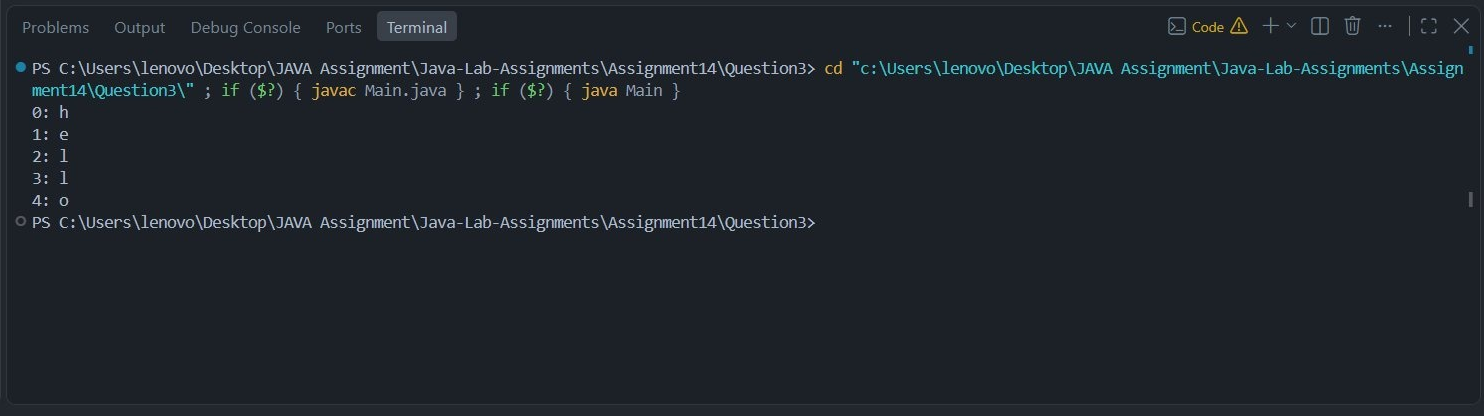 Problems Output Debug Console Ports Terminal Code
PS C:\Users\lenovo\Desktop\JAVA Assignment\Java-Lab-Assignments\Assignment14\Question3> cd "c:\Users\lenovo\Desktop\JAVA Assignment\Java-Lab-Assignments\Assign
ment14\Question3\" ; if ($?) { javac Main.java } ; if ($?) { java Main }
0: h
1: e
2: l
3: l
4: o
PS C:\Users\lenovo\Desktop\JAVA Assignment\Java-Lab-Assignments\Assignment14\Question3>